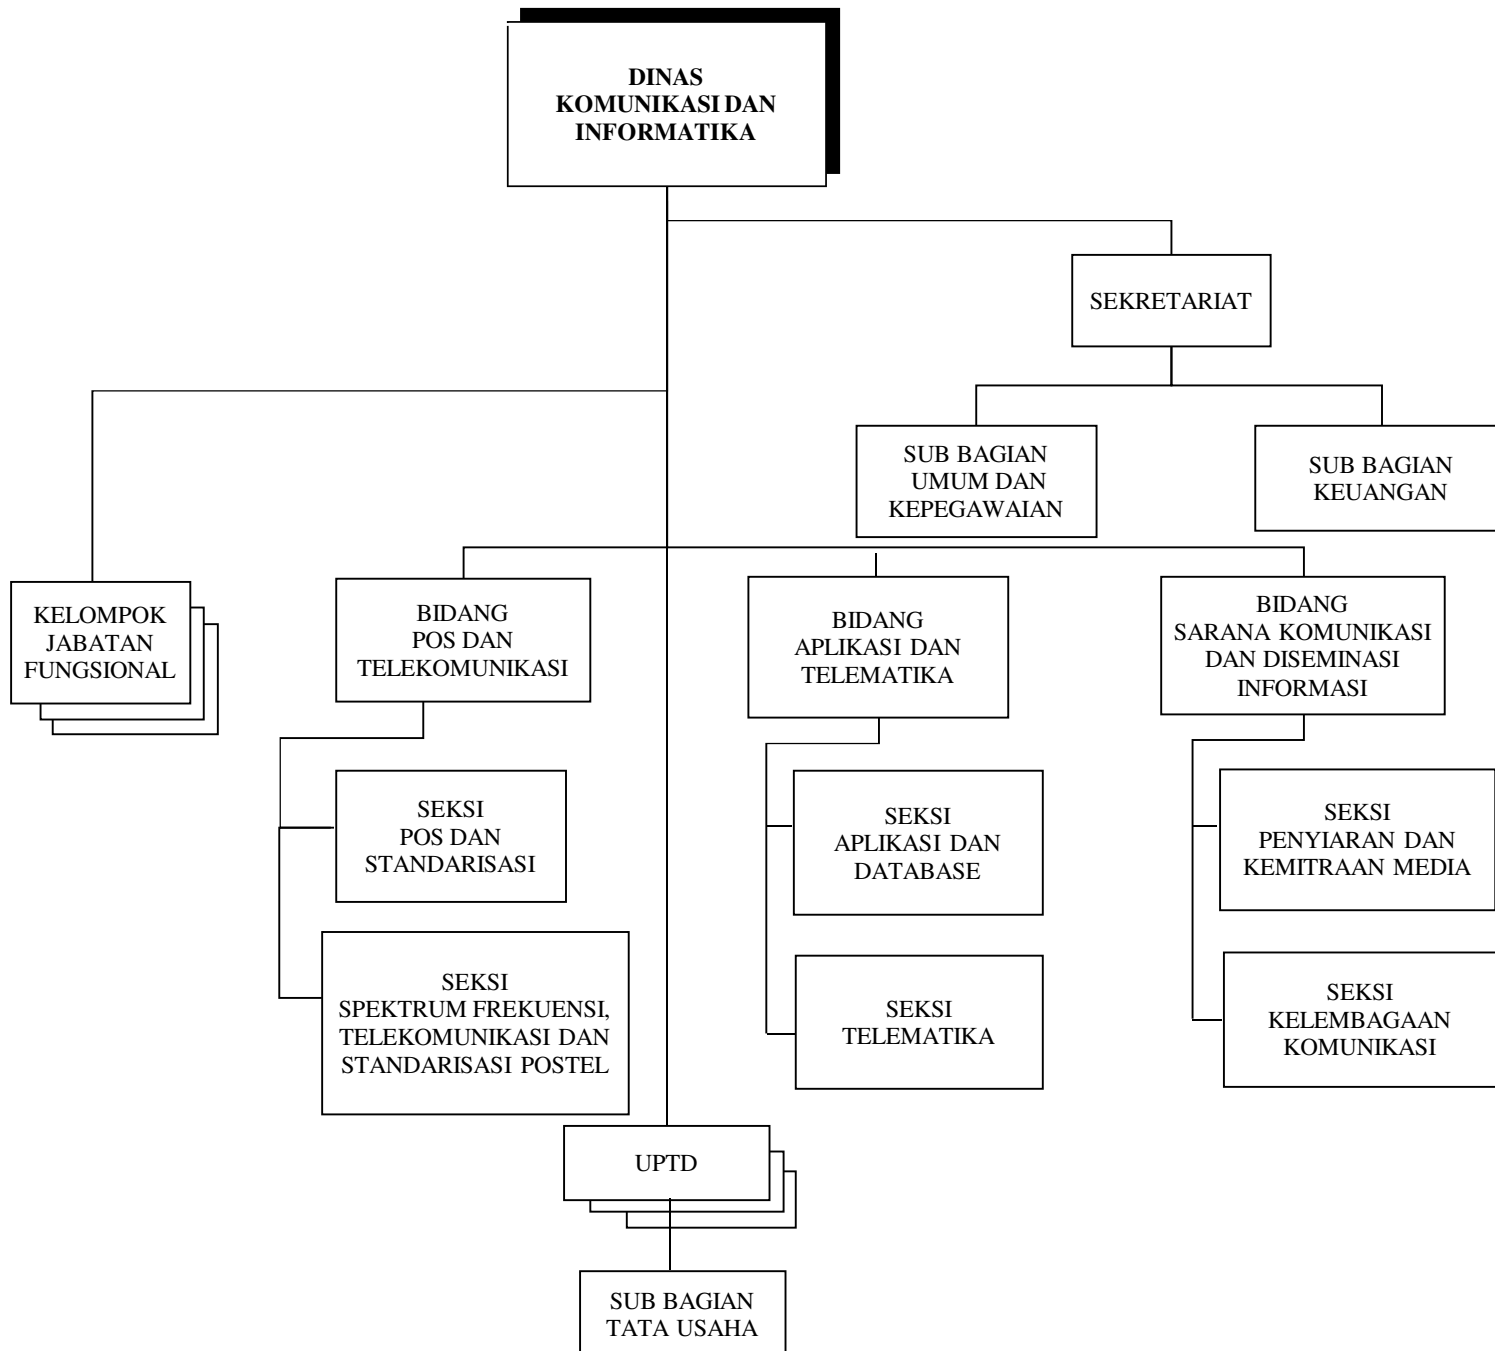 DINAS
KOMUNIKASI DAN
INFORMATIKA
SEKRETARIAT
SUB BAGIAN
UMUM DAN
KEPEGAWAIAN
SUB BAGIAN
KEUANGAN
KELOMPOK
JABATAN
FUNGSIONAL
BIDANG
POS DAN
TELEKOMUNIKASI
BIDANG
APLIKASI DAN
TELEMATIKA
BIDANG
SARANA KOMUNIKASI
DAN DISEMINASI
INFORMASI
SEKSI
POS DAN
STANDARISASI
SEKSI
APLIKASI DAN
DATABASE
SEKSI
PENYIARAN DAN
KEMITRAAN MEDIA
SEKSI
SPEKTRUM FREKUENSI,
TELEKOMUNIKASI DAN
STANDARISASI POSTEL
SEKSI
TELEMATIKA
SEKSI
KELEMBAGAAN
KOMUNIKASI
UPTD
SUB BAGIAN
TATA USAHA